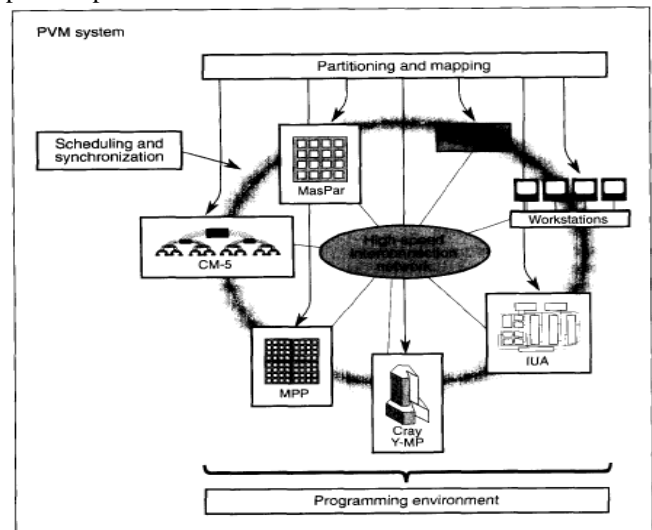 PVM system
Partitioning and mapping
Scheduling and
synchronization
MasPar
Workstations
High-speed
interconnection
network
CM-5
IUA
MPP
Cray
Y-MP
Programming environment